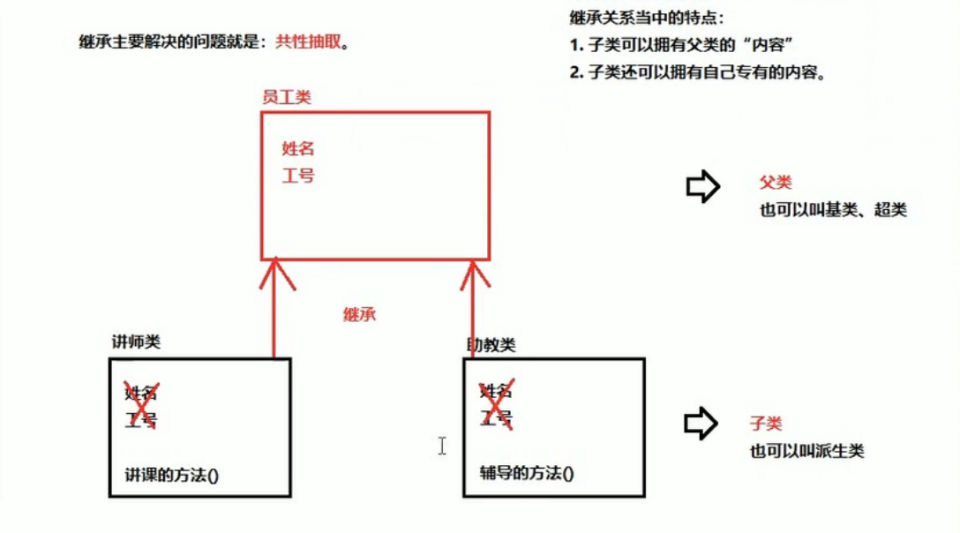 继承主要解决的问题就是：共性抽取。
继承关系当中的特点：
1. 子类可以拥有父类的“内容”
2. 子类还可以拥有自己专有的内容。
员工类
姓名
工号
父类
也可以叫基类、超类
继承
讲师类
姓名
工号
讲课的方法()
助教类
姓名
工号
辅导的方法()
子类
也可以叫派生类